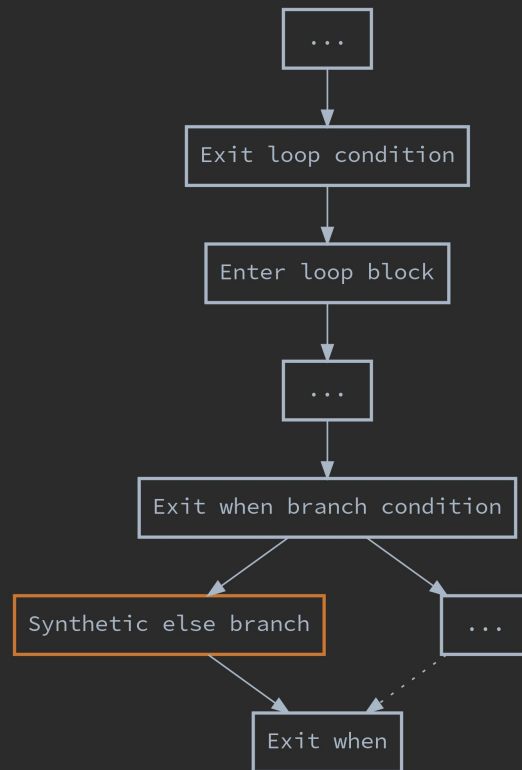 ...
Exit loop condition
Enter loop block
...
Exit when branch condition
Synthetic else branch
...
Exit when